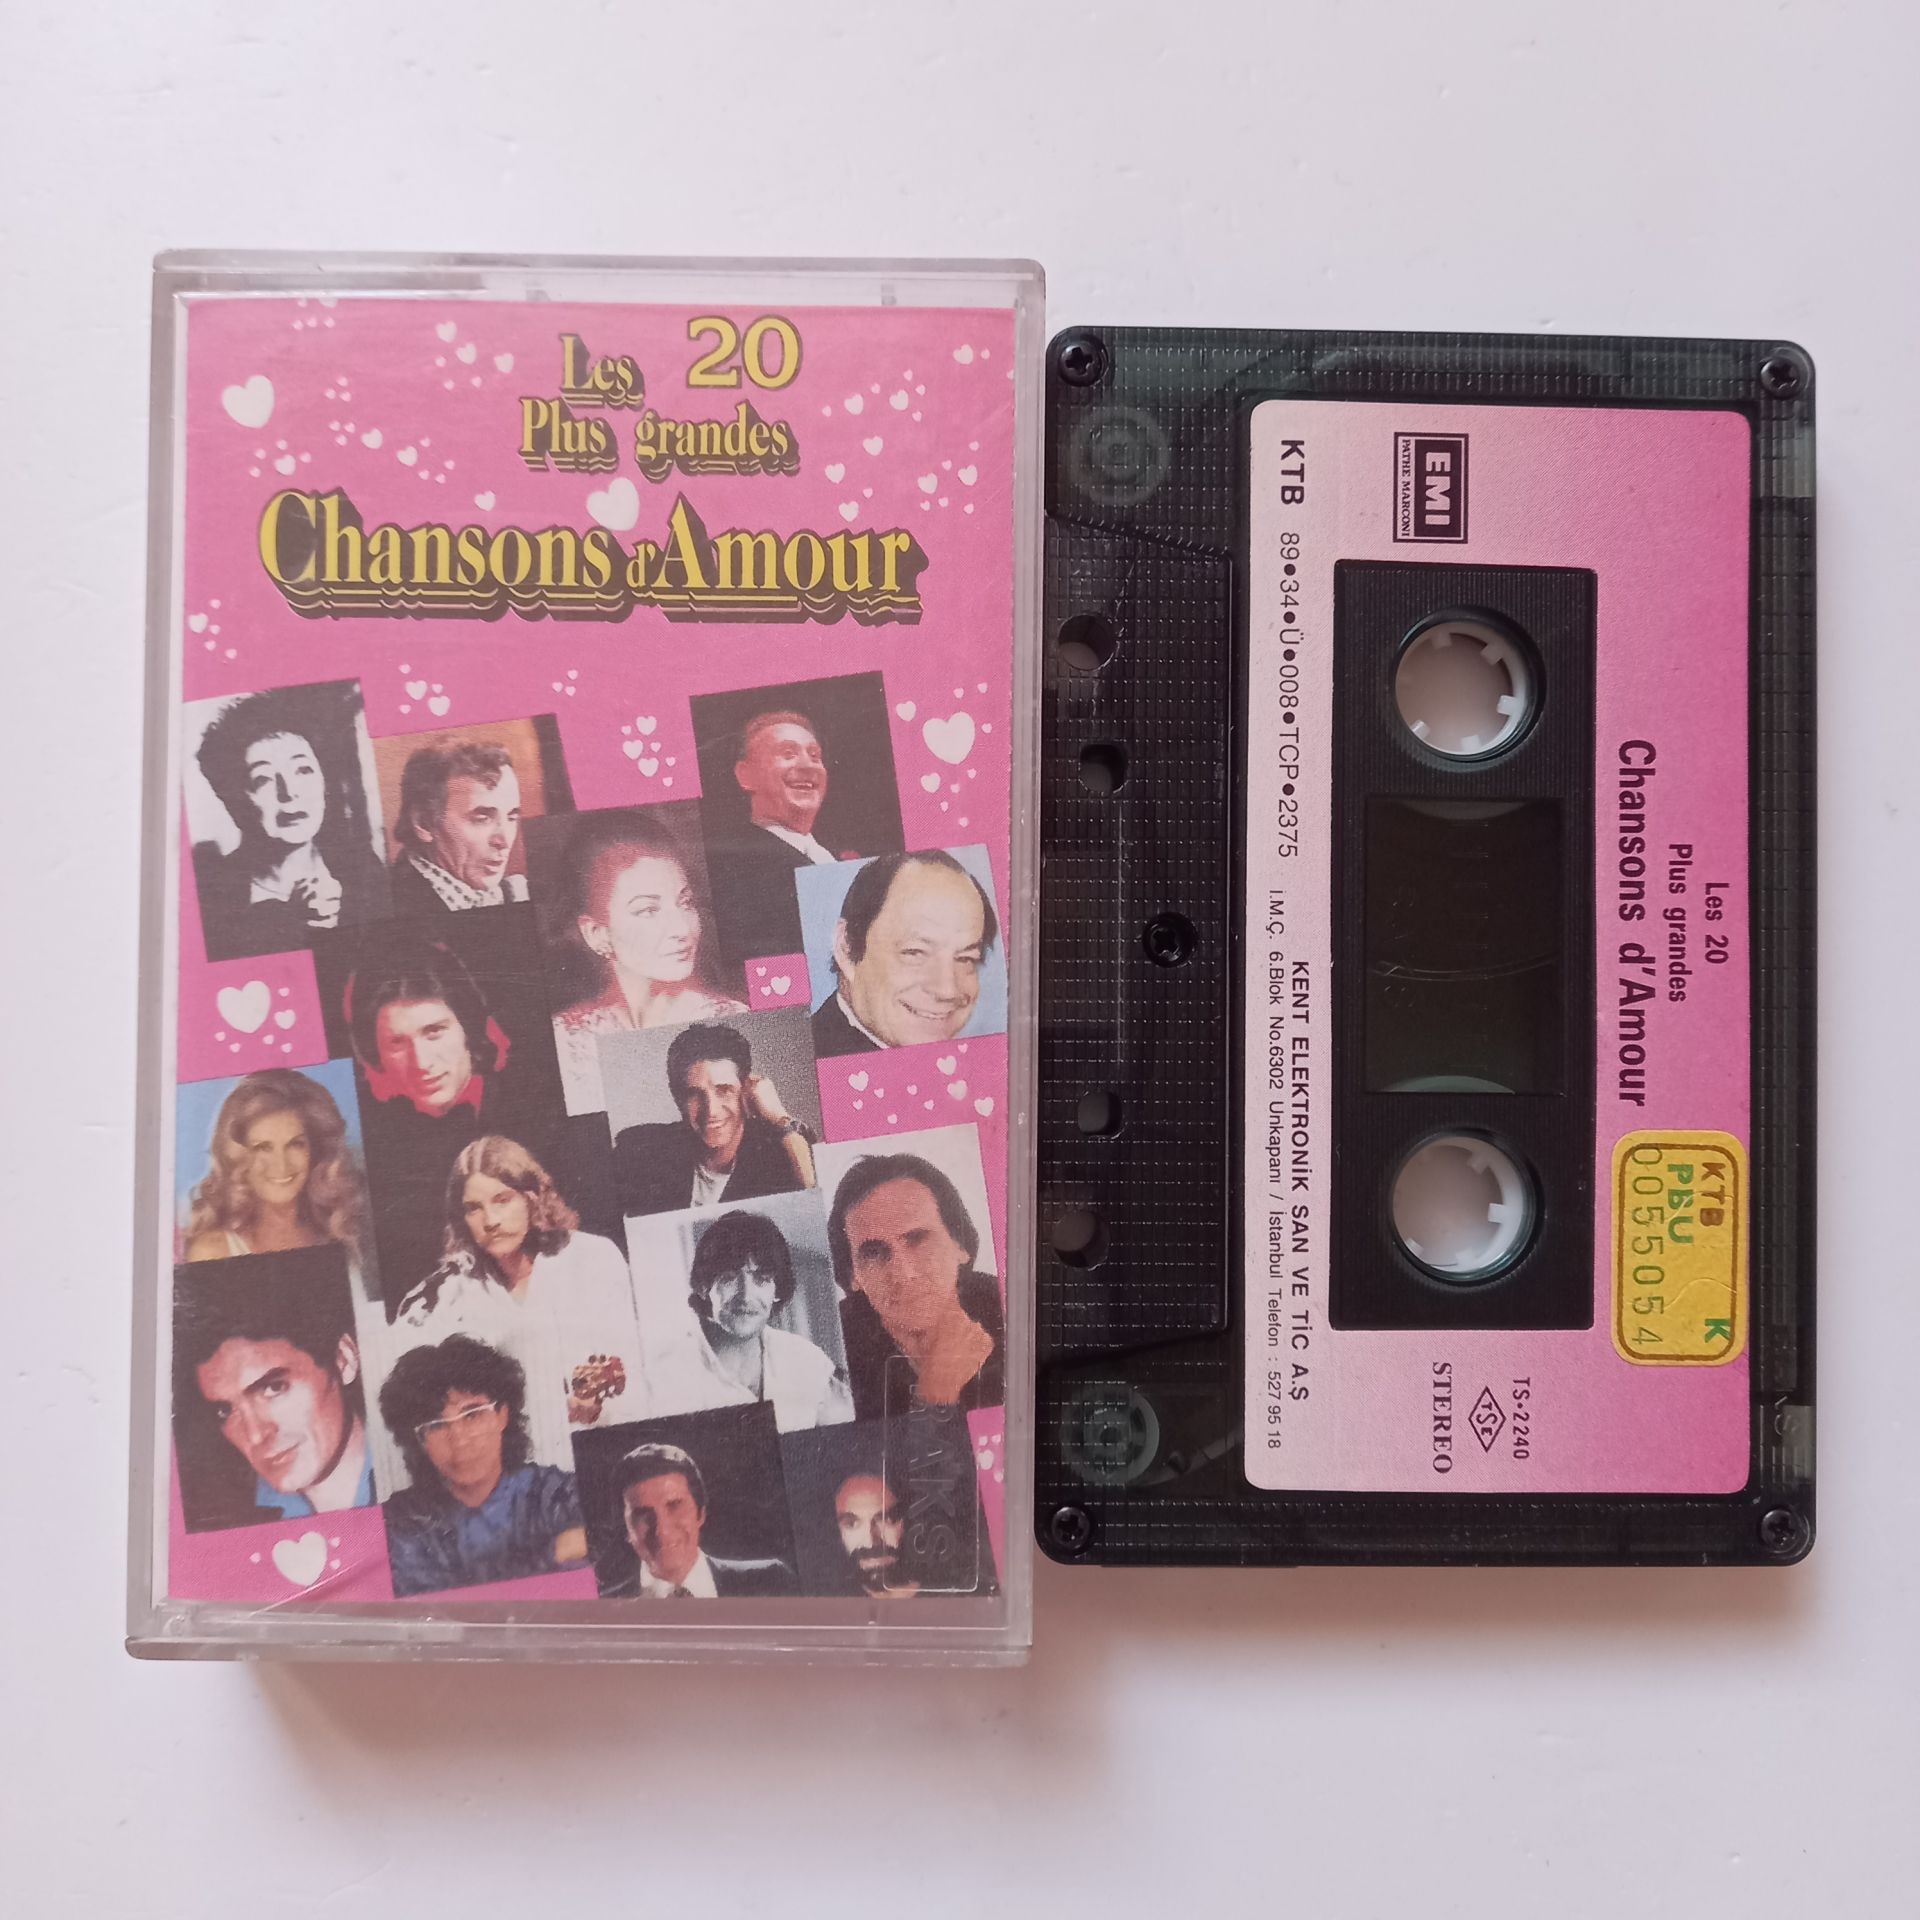 Les 20
Plus grandes
Chansons d'Amour
RAKS
Les 20
Plus grandes
Chansons d'Amour
EMI
PATHE MARCONI
KTB
PBU
K
0055054
TS•2240
TSE
STEREO
KTB 89•34•Ü•008•TCP•2375 KENT ELEKTRONİK SAN VE TİC A.Ş
İ.M.Ç. 6.Blok No.6302 Unkapanı / İstanbul Telefon : 527 95 18